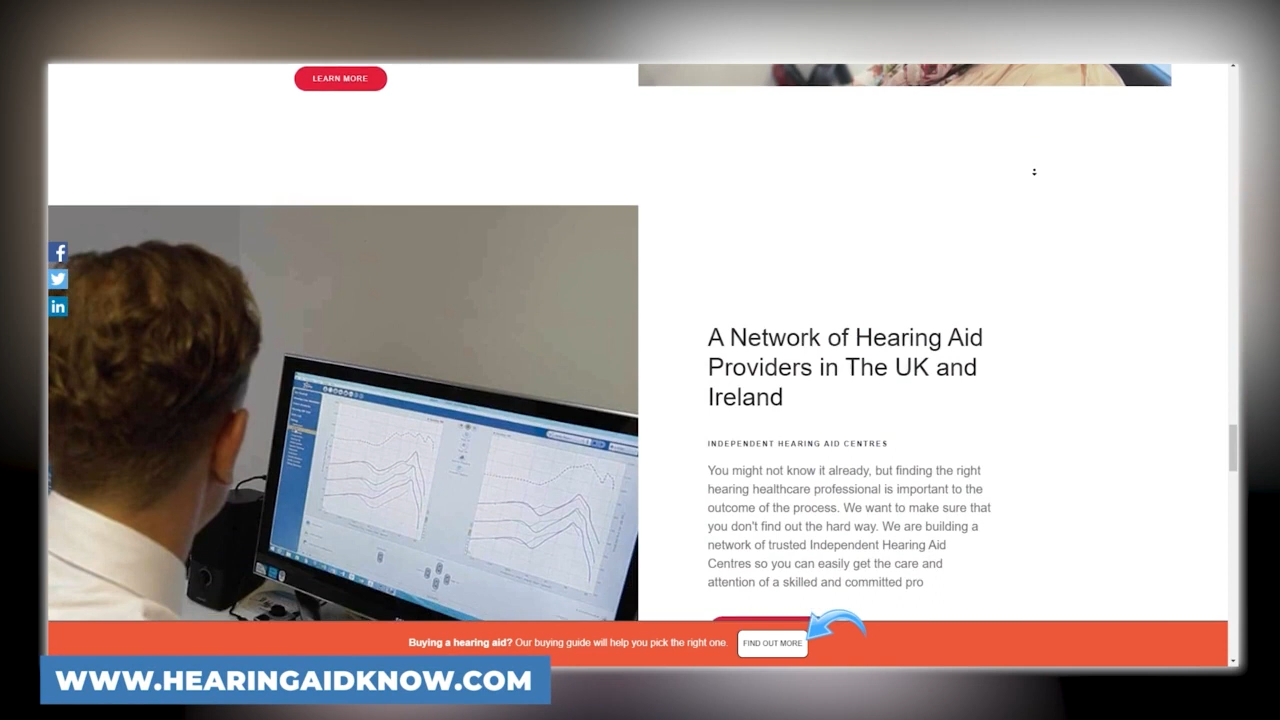 LEARN MORE
A Network of Hearing Aid
Providers in The UK and
Ireland
INDEPENDENT HEARING AID CENTRES
You might not know it already, but finding the right
hearing healthcare professional is important to the
outcome of the process. We want to make sure that
you don't find out the hard way. We are building a
network of trusted Independent Hearing Aid
Centres so you can easily get the care and
attention of a skilled and committed pro
Buying a hearing aid? Our buying guide will help you pick the right one. FIND OUT MORE
WWW.HEARINGAIDKNOW.COM